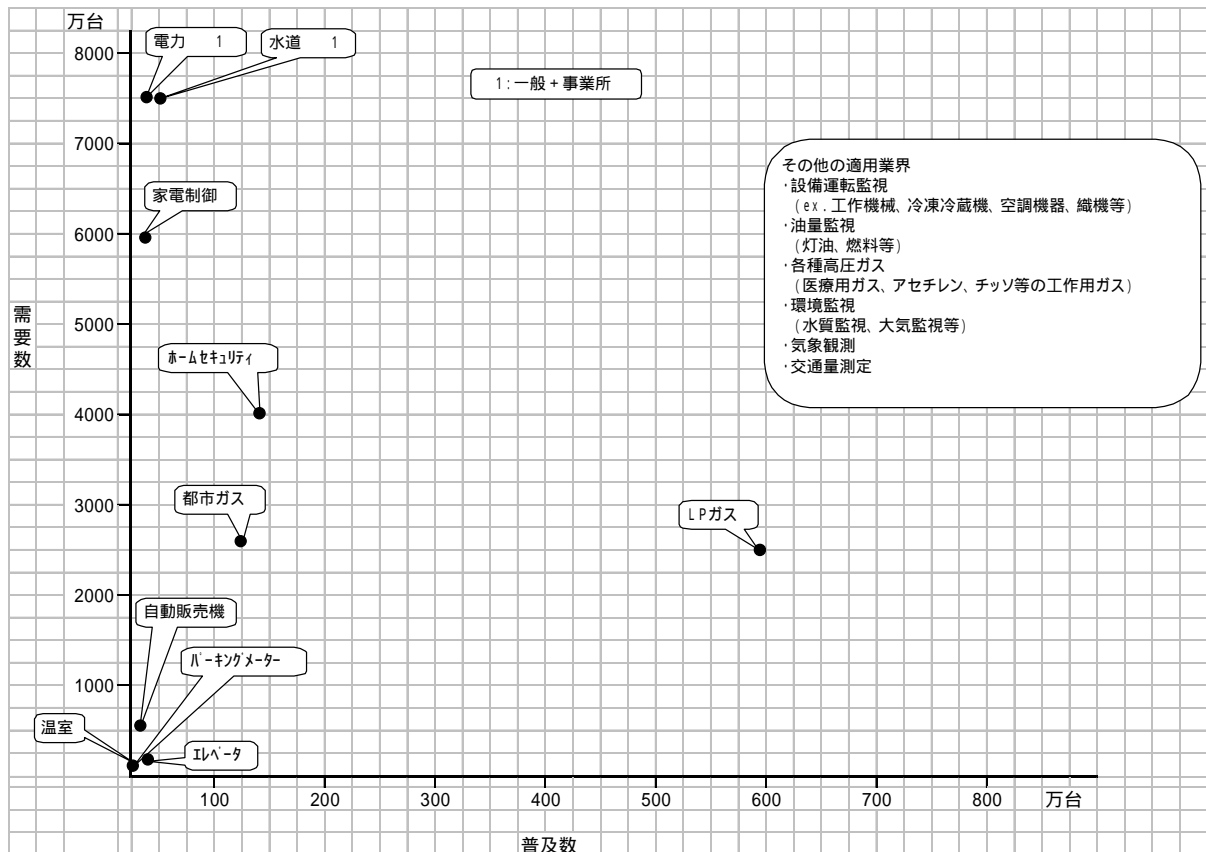 万台
電力 1
水道 1
1:一般+事業所
8000
7000
6000
5000
4000
3000
2000
1000
需要数
家電制御
ホームセキュリティ
都市ガス
LPガス
自動販売機
パーキングメーター
温室
エレベータ
その他の適用業界
・設備運転監視
(ex.工作機械、冷凍冷蔵機、空調機器、織機等)
・油量監視
(灯油、燃料等)
・各種高圧ガス
(医療用ガス、アセチレン、チッソ等の工作用ガス)
・環境監視
(水質監視、大気監視等)
・気象観測
・交通量測定
100 200 300 400 500 600 700 800 万台
普及数